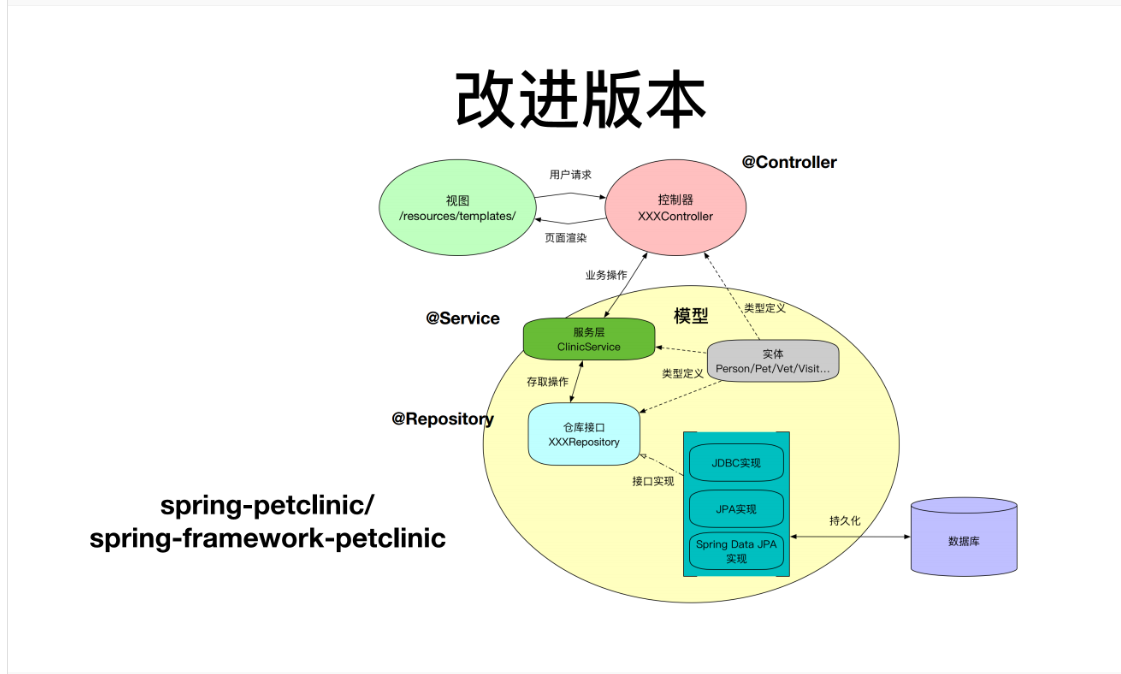 改进版本
@Controller
用户请求
视图
/resources/templates/
控制器
XXXController
页面渲染
业务操作
@Service
模型
类型定义
服务层
ClinicService
实体
Person/Pet/Vet/Visit...
类型定义
存取操作
@Repository
仓库接口
XXXRepository
JDBC实现
接口实现
JPA实现
spring-petclinic/
spring-framework-petclinic
持久化
Spring Data JPA
实现
数据库